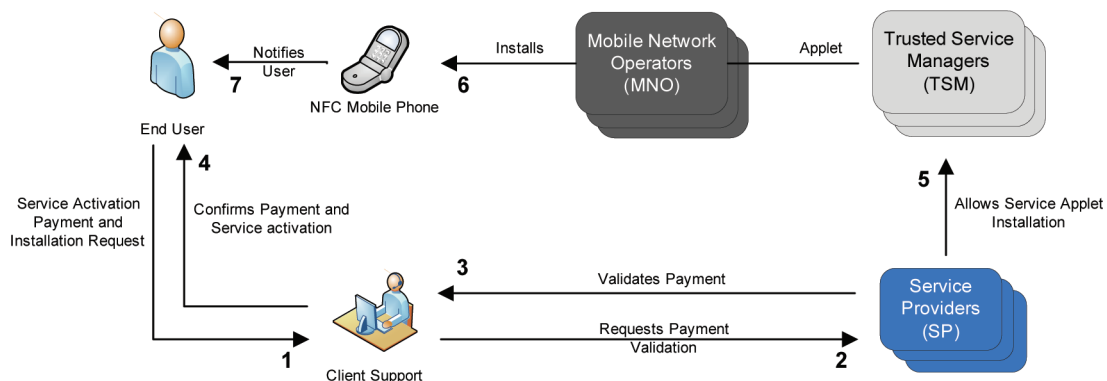 Notifies
User
7
NFC Mobile Phone
Installs
6
Mobile Network
Operators
(MNO)
Applet
Trusted Service
Managers
(TSM)
End User
4
Service Activation
Payment and
Installation Request
Confirms Payment and
Service activation
5
Allows Service Applet
Installation
3
Validates Payment
Service
Providers
(SP)
1
Requests Payment
Validation
2
Client Support